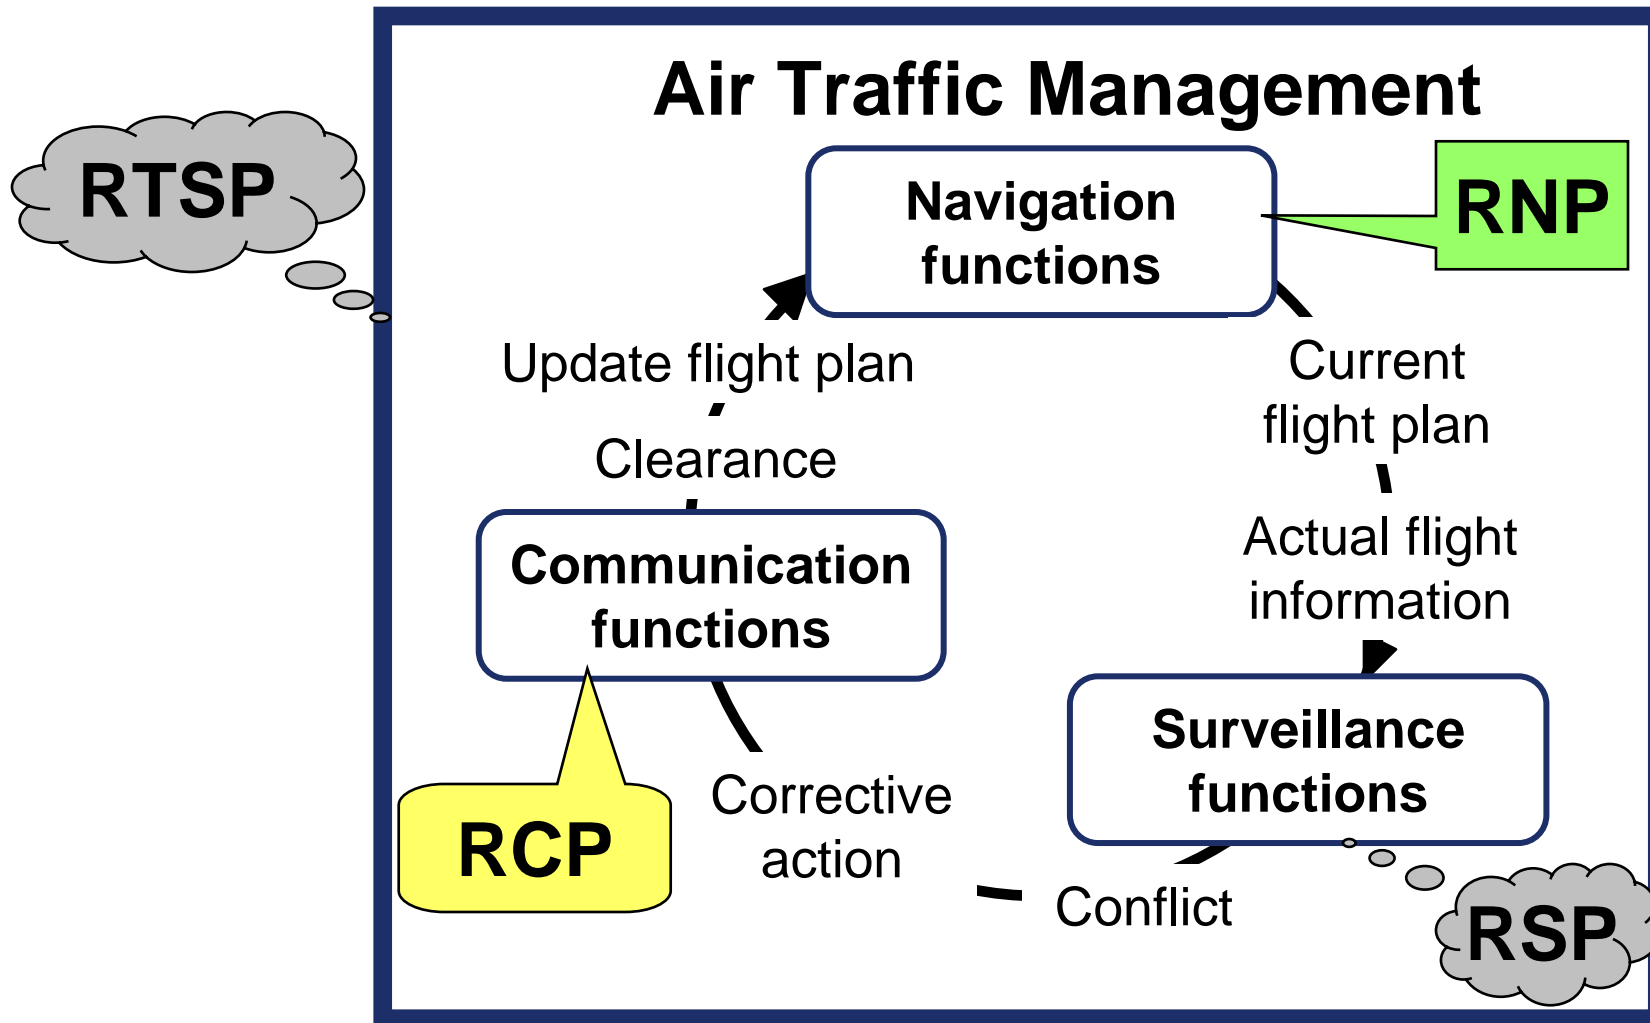 Air Traffic Management
RTSP
Navigation
functions
RNP
Update flight plan
Current
flight plan
Clearance
Actual flight
information
Communication
functions
Surveillance
functions
Corrective
action
RCP
Conflict
RSP